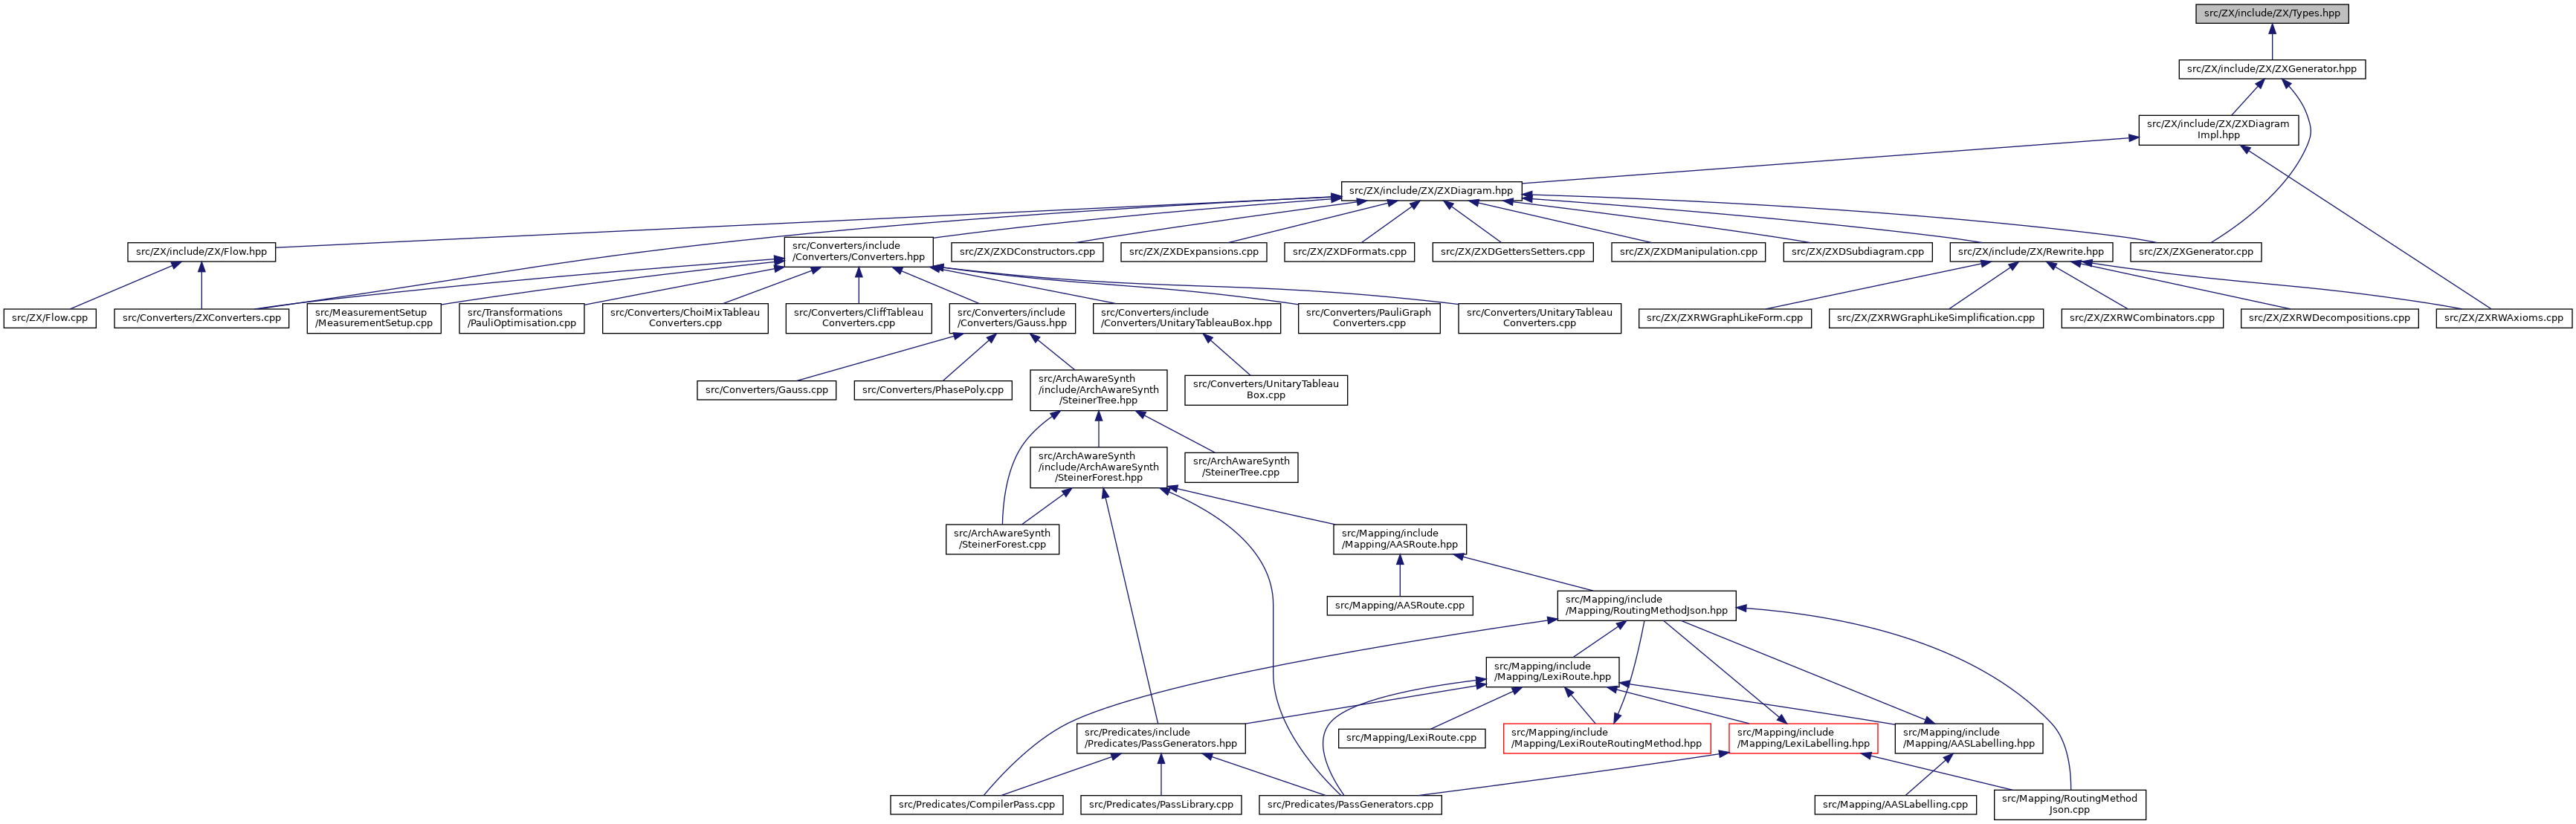 src/ZX/include/ZX/Types.hpp
src/ZX/include/ZX/ZXGenerator.hpp
src/ZX/include/ZX/ZXDiagram
Impl.hpp
src/ZX/include/ZX/ZXDiagram.hpp
src/ZX/include/ZX/Flow.hpp
src/Converters/include
/Converters/Converters.hpp
src/ZX/ZXDConstructors.cpp
src/ZX/ZXDExpansions.cpp
src/ZX/ZXDFormats.cpp
src/ZX/ZXDGettersSetters.cpp
src/ZX/ZXDManipulation.cpp
src/ZX/ZXDSubdiagram.cpp
src/ZX/include/ZX/Rewrite.hpp
src/ZX/ZXGenerator.cpp
src/ZX/Flow.cpp
src/Converters/ZXConverters.cpp
src/MeasurementSetup
/MeasurementSetup.cpp
src/Transformations
/PauliOptimisation.cpp
src/Converters/ChoiMixTableau
Converters.cpp
src/Converters/CliffTableau
Converters.cpp
src/Converters/include
/Converters/Gauss.hpp
src/Converters/include
/Converters/UnitaryTableauBox.hpp
src/Converters/PauliGraph
Converters.cpp
src/Converters/UnitaryTableau
Converters.cpp
src/ZX/ZXRWGraphLikeForm.cpp
src/ZX/ZXRWGraphLikeSimplification.cpp
src/ZX/ZXRWCombinators.cpp
src/ZX/ZXRWDecompositions.cpp
src/ZX/ZXRWAxioms.cpp
src/Converters/Gauss.cpp
src/Converters/PhasePoly.cpp
src/ArchAwareSynth
/include/ArchAwareSynth
/SteinerTree.hpp
src/Converters/UnitaryTableau
Box.cpp
src/ArchAwareSynth
/include/ArchAwareSynth
/SteinerForest.hpp
src/ArchAwareSynth
/SteinerTree.cpp
src/ArchAwareSynth
/SteinerForest.cpp
src/Mapping/include
/Mapping/AASRoute.hpp
src/Mapping/AASRoute.cpp
src/Mapping/include
/Mapping/RoutingMethodJson.hpp
src/Mapping/include
/Mapping/LexiRoute.hpp
src/Predicates/include
/Predicates/PassGenerators.hpp
src/Mapping/LexiRoute.cpp
src/Mapping/include
/Mapping/LexiRouteRoutingMethod.hpp
src/Mapping/include
/Mapping/LexiLabelling.hpp
src/Mapping/include
/Mapping/AASLabelling.hpp
src/Predicates/CompilerPass.cpp
src/Predicates/PassLibrary.cpp
src/Predicates/PassGenerators.cpp
src/Mapping/AASLabelling.cpp
src/Mapping/RoutingMethod
Json.cpp